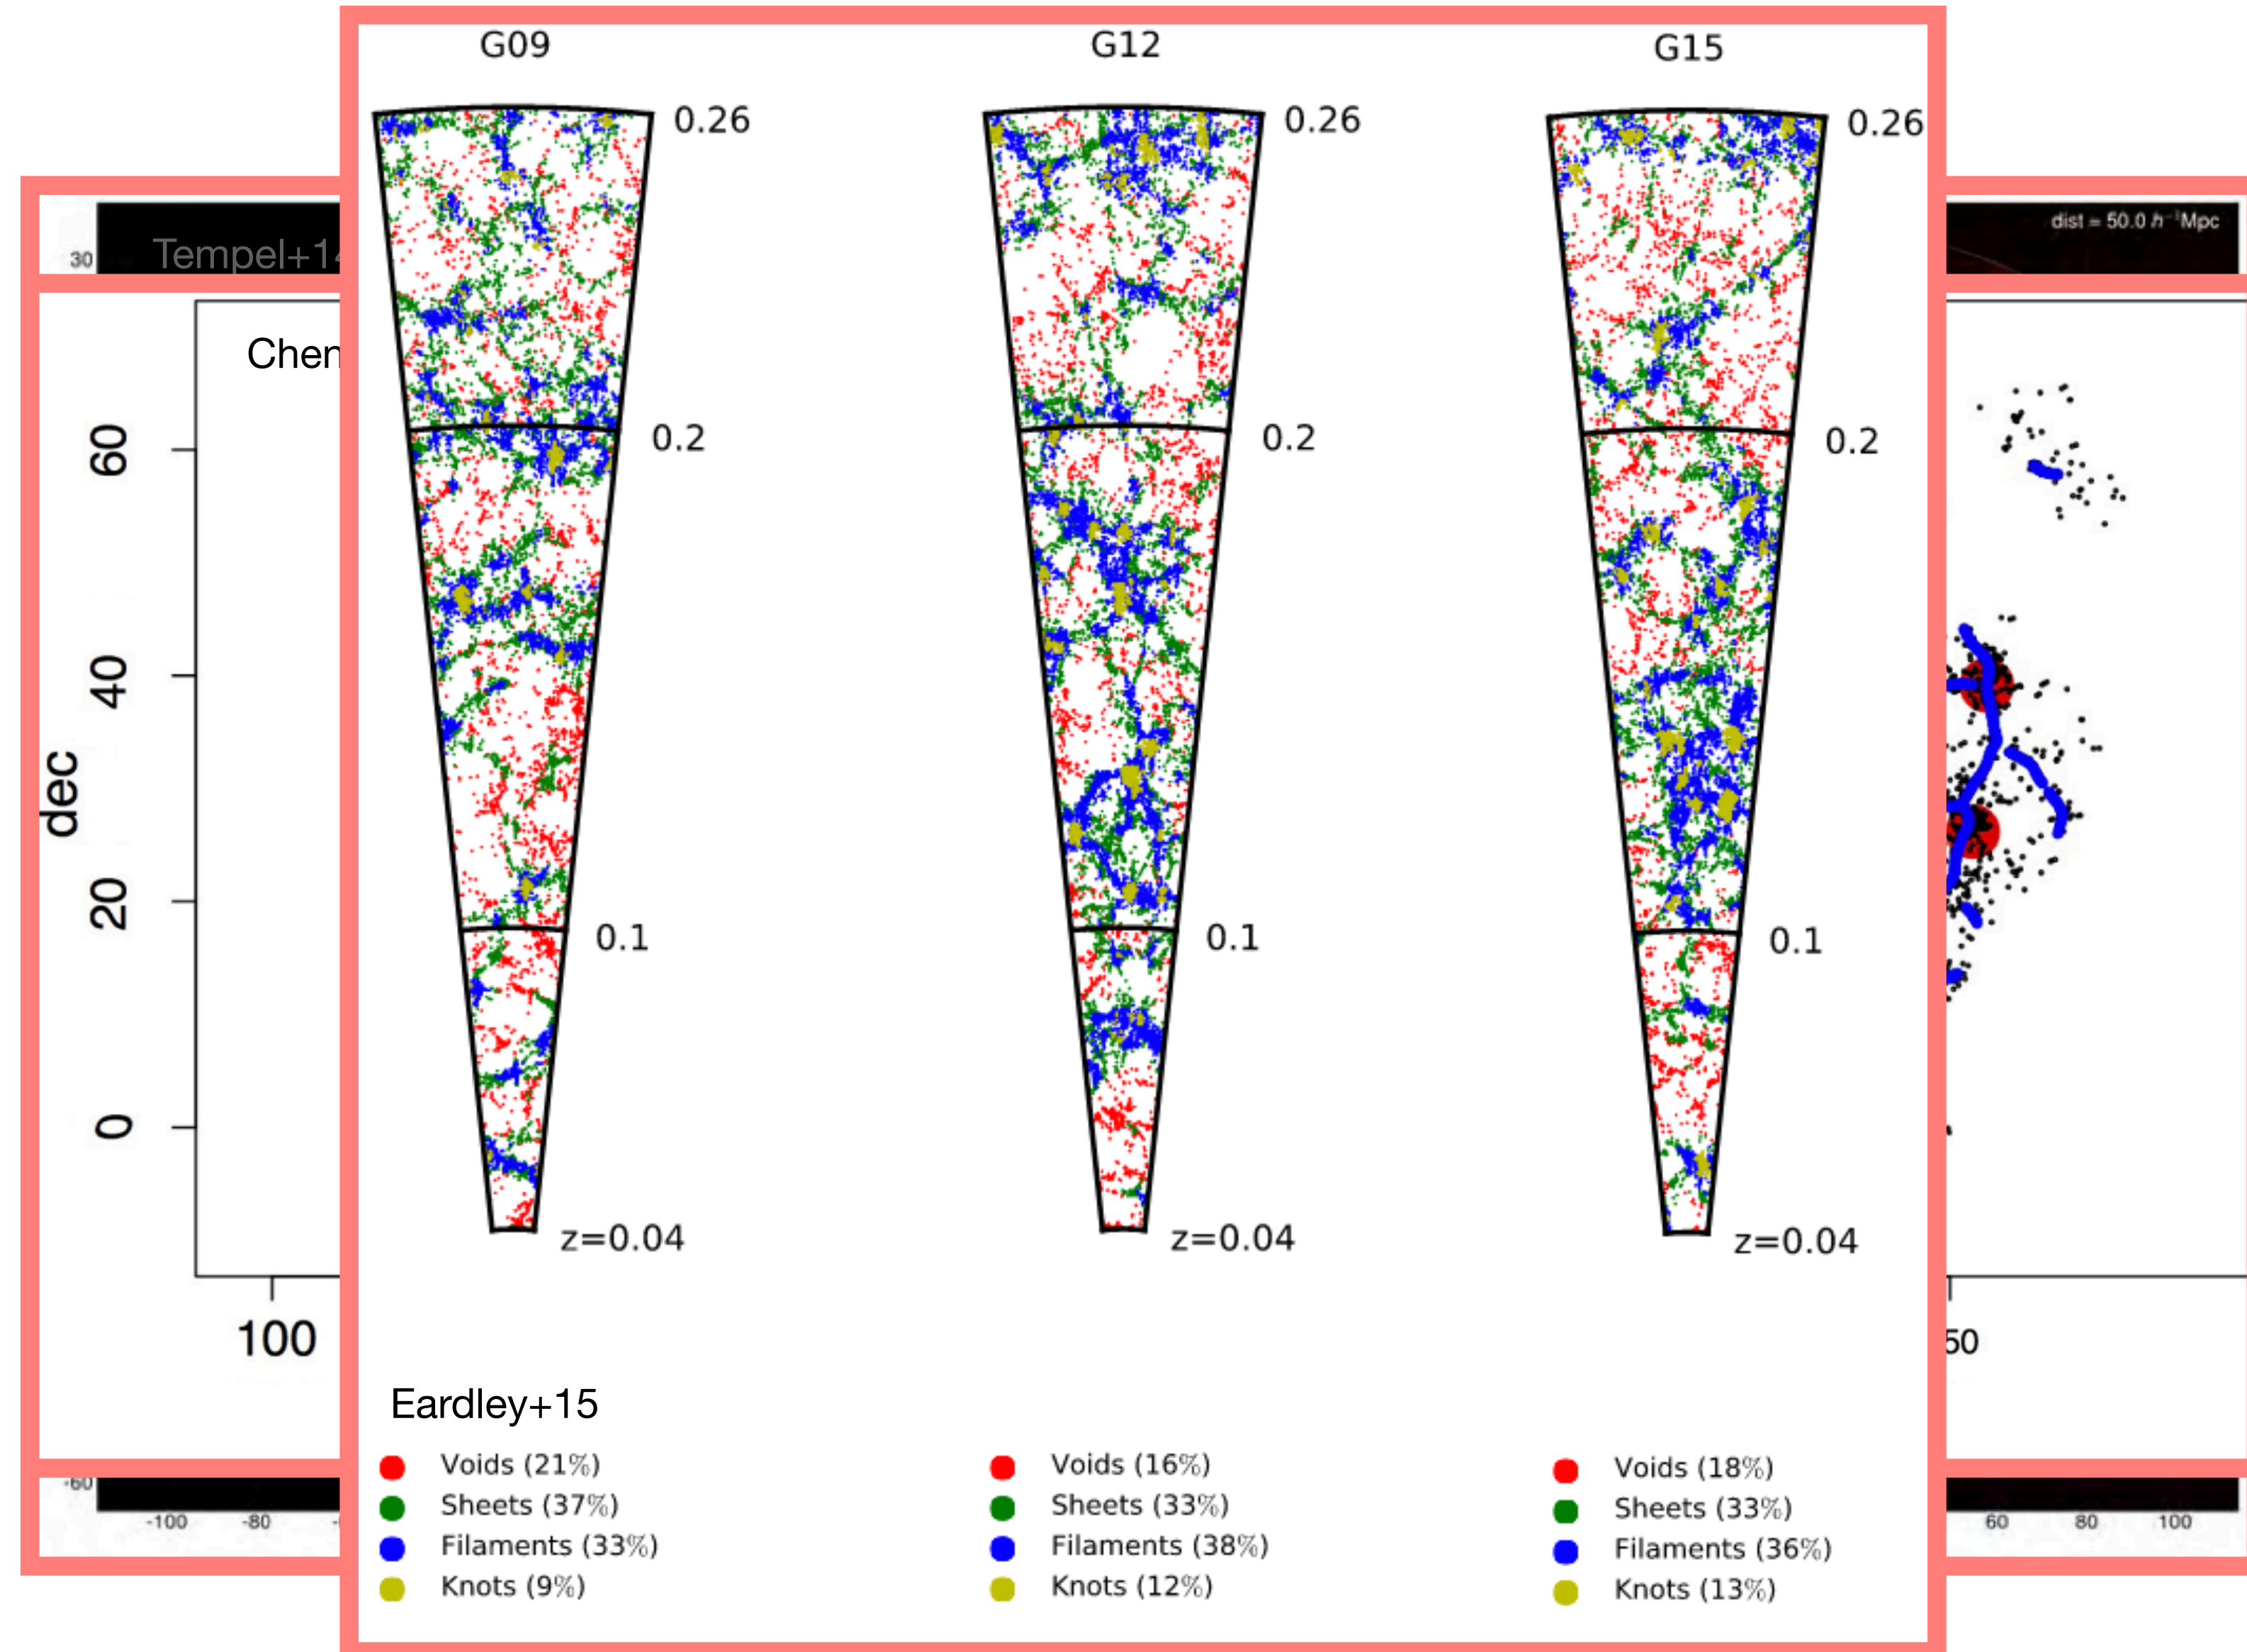 G09
G12
G15
0.26
0.26
0.26
dist = 50.0 h⁻¹Mpc
30
Tempel+14
Chen
0.2
0.2
0.2
60
40
dec
20
0
0.1
0.1
0.1
z=0.04
z=0.04
z=0.04
100
Eardley+15
Voids (21%)
Sheets (37%)
Filaments (33%)
Knots (9%)
Voids (16%)
Sheets (33%)
Filaments (38%)
Knots (12%)
Voids (18%)
Sheets (33%)
Filaments (36%)
Knots (13%)
-60
-100 -80
60 80 100